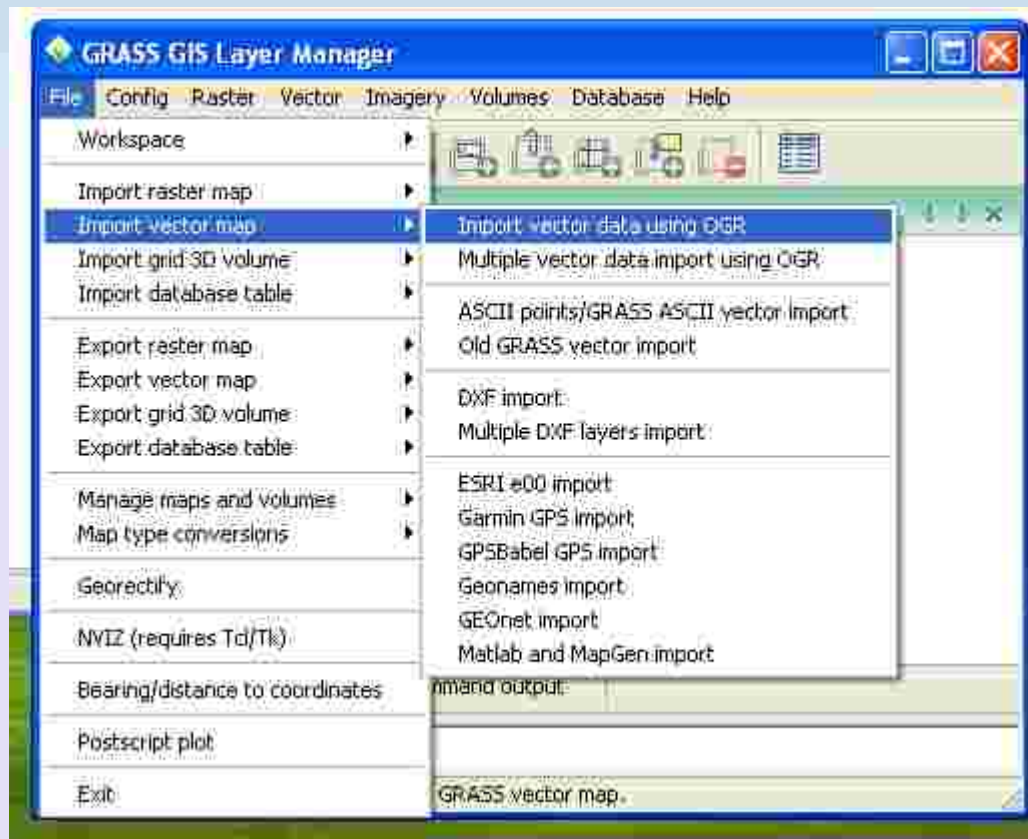 GRASS GIS Layer Manager
File Config Raster Vector Imagery Volumes Database Help
Workspace
Import raster map
Import vector map
Import grid 3D volume
Import database table
Export raster map
Export vector map
Export grid 3D volume
Export database table
Manage maps and volumes
Map type conversions
Georectify
NVIZ (requires Tcl/Tk)
Bearing/distance to coordinates
Postscript plot
Exit
Import vector data using OGR
Multiple vector data import using OGR
ASCII points/GRASS ASCII vector import
Old GRASS vector import
DXF import
Multiple DXF layers import
ESRI e00 import
Garmin GPS import
GPSBabel GPS import
Geonames import
GEOnet import
Matlab and MapGen import
mmand output
GRASS vector map.